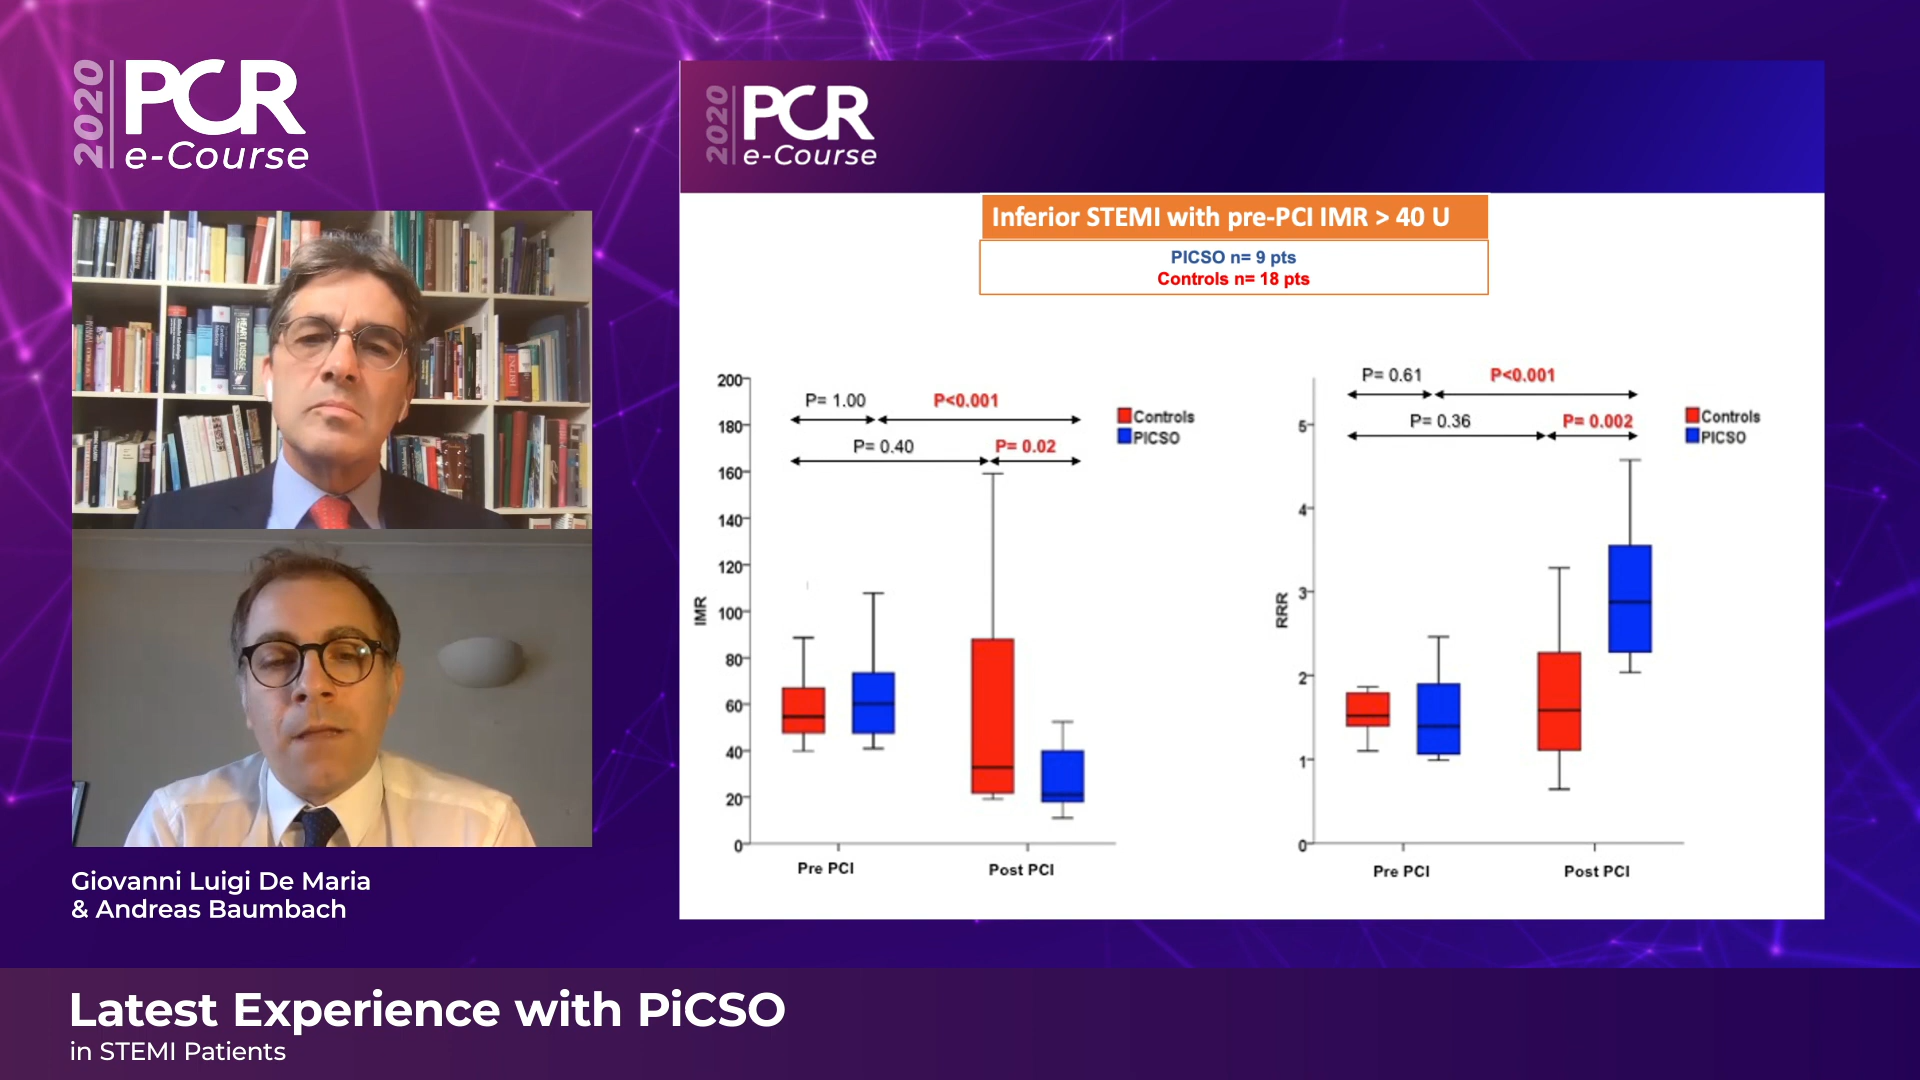 2020
PCR
e-Course
2020
PCR
e-Course
Inferior STEMI with pre-PCI IMR > 40 U
PICSO n= 9 pts
Controls n= 18 pts
P= 1.00
P<0.001
P= 0.40
P= 0.02
Controls
PICSO
IMR
200
180
160
140
120
100
80
60
40
20
0
Pre PCI
Post PCI
P= 0.61
P<0.001
P= 0.36
P= 0.002
Controls
PICSO
RRR
5
4
3
2
1
0
Pre PCI
Post PCI
HEART DISEASE
Giovanni Luigi De Maria
& Andreas Baumbach
Latest Experience with PiCSO
in STEMI Patients